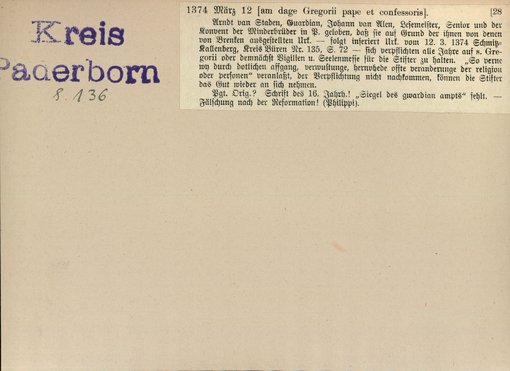 Kreis
Paderborn
S. 136
1374 März 12 [am dage Gregorii pape et confessoris]. [28
Arndt van Staden, Guardian, Johann van Alen, Lesemeister, Senior und der
Konvent der Minderbrüder in P. geloben, daß sie auf Grund der ihnen von denen
von Brenken ausgestellten Urk. — folgt inseriert Urk. vom 12. 3. 1374 Schmitz-
Kallenberg, Kreis Büren Nr. 135, S. 72 — sich verpflichten alle Jahre auf s. Gre-
gorii oder demnächst Vigilien u. Seelenmesse für die Stifter zu halten. „So verne
wy durch dotlichen affgang, verwustunge, hernohede offte veranderunge der religion
oder personen" veranlaßt, der Verpflichtung nicht nachkommen, können die Stifter
das Gut wieder an sich nehmen.
Pgt. Orig.? Schrift des 16. Jahrh.! „Siegel des gwardian ampts" fehlt. —
Fälschung nach der Reformation! (Philippi).